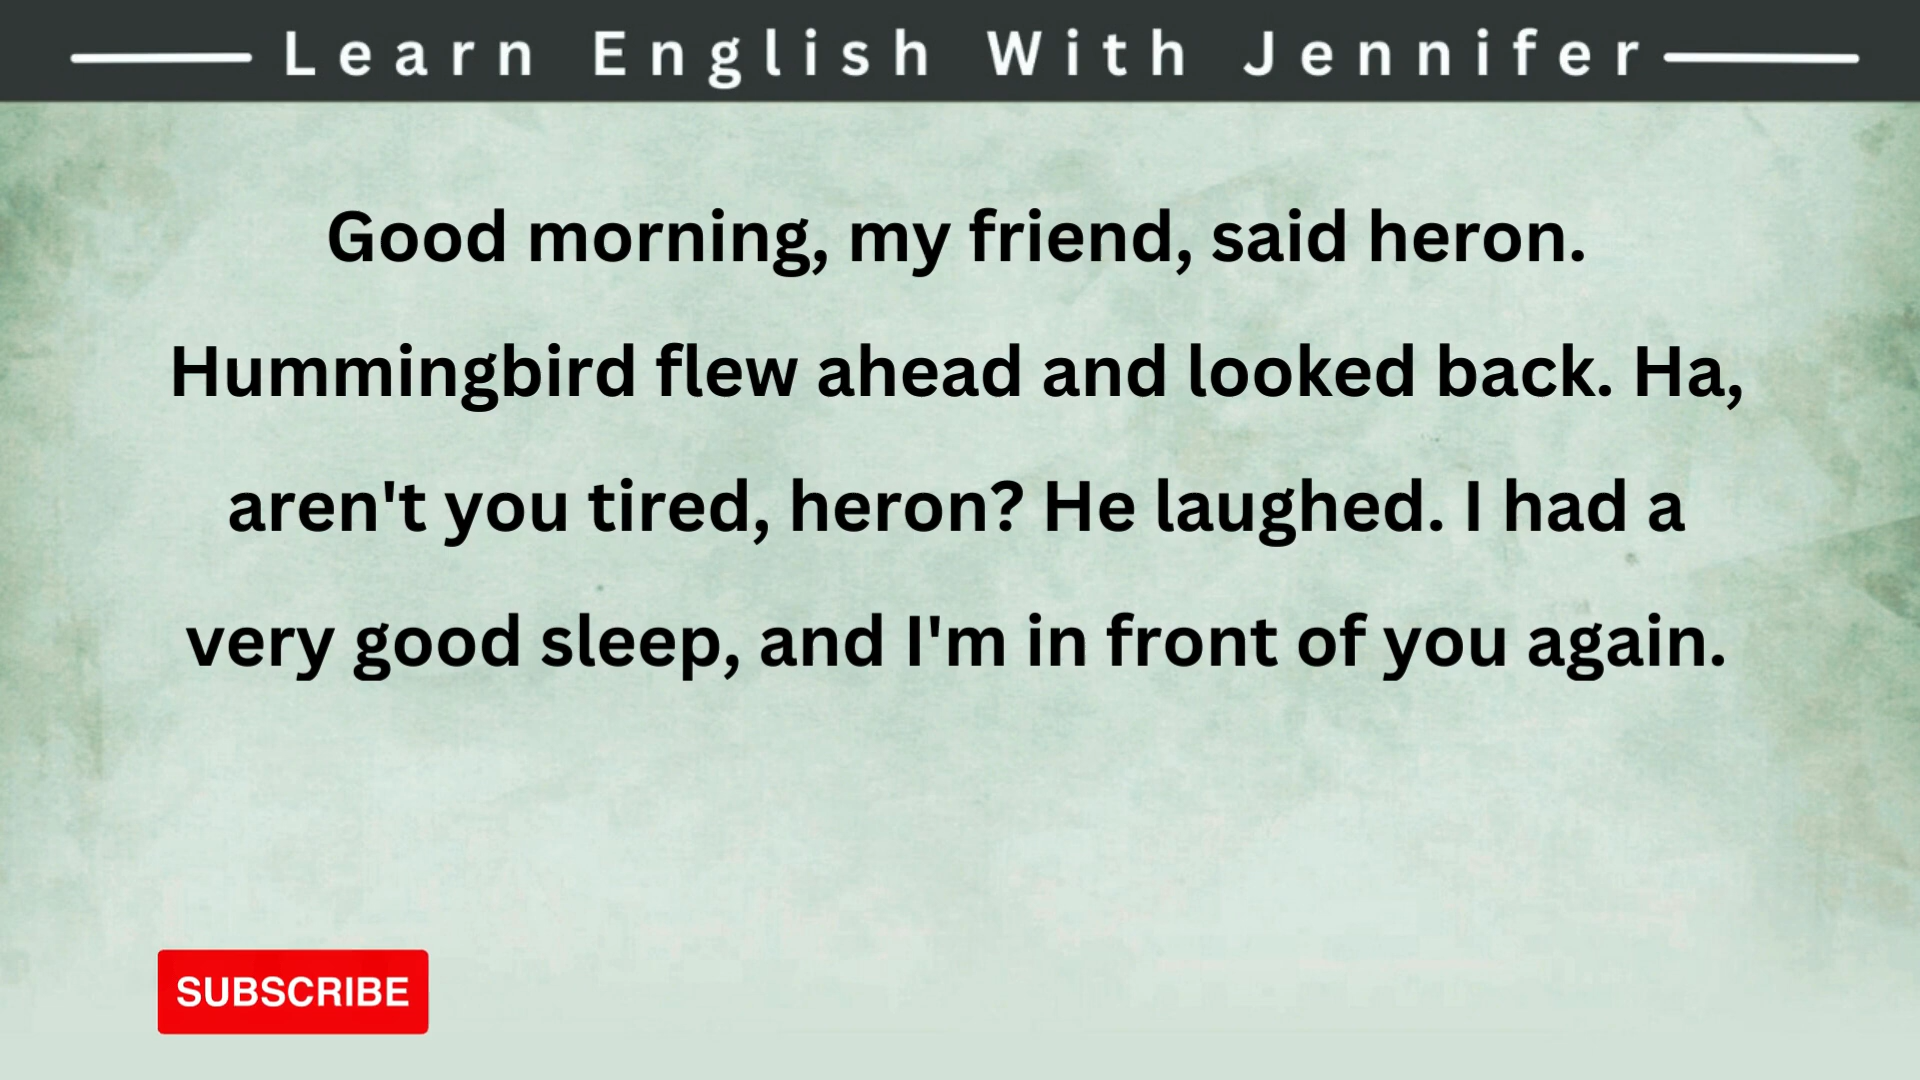 Learn English With Jennifer
Good morning, my friend, said heron.
Hummingbird flew ahead and looked back. Ha,
aren't you tired, heron? He laughed. I had a
very good sleep, and I'm in front of you again.
SUBSCRIBE